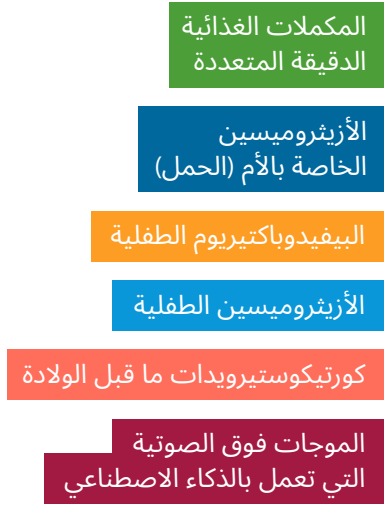 المكملات الغذائية
الدقيقة المتعددة
الأزيثروميسين
الخاصة بالأم (الحمل)
البيفيدوباكتيريوم الطفلية
الأزيثروميسين الطفلية
كورتيكوستيرويدات ما قبل الولادة
الموجات فوق الصوتية
التي تعمل بالذكاء الاصطناعي